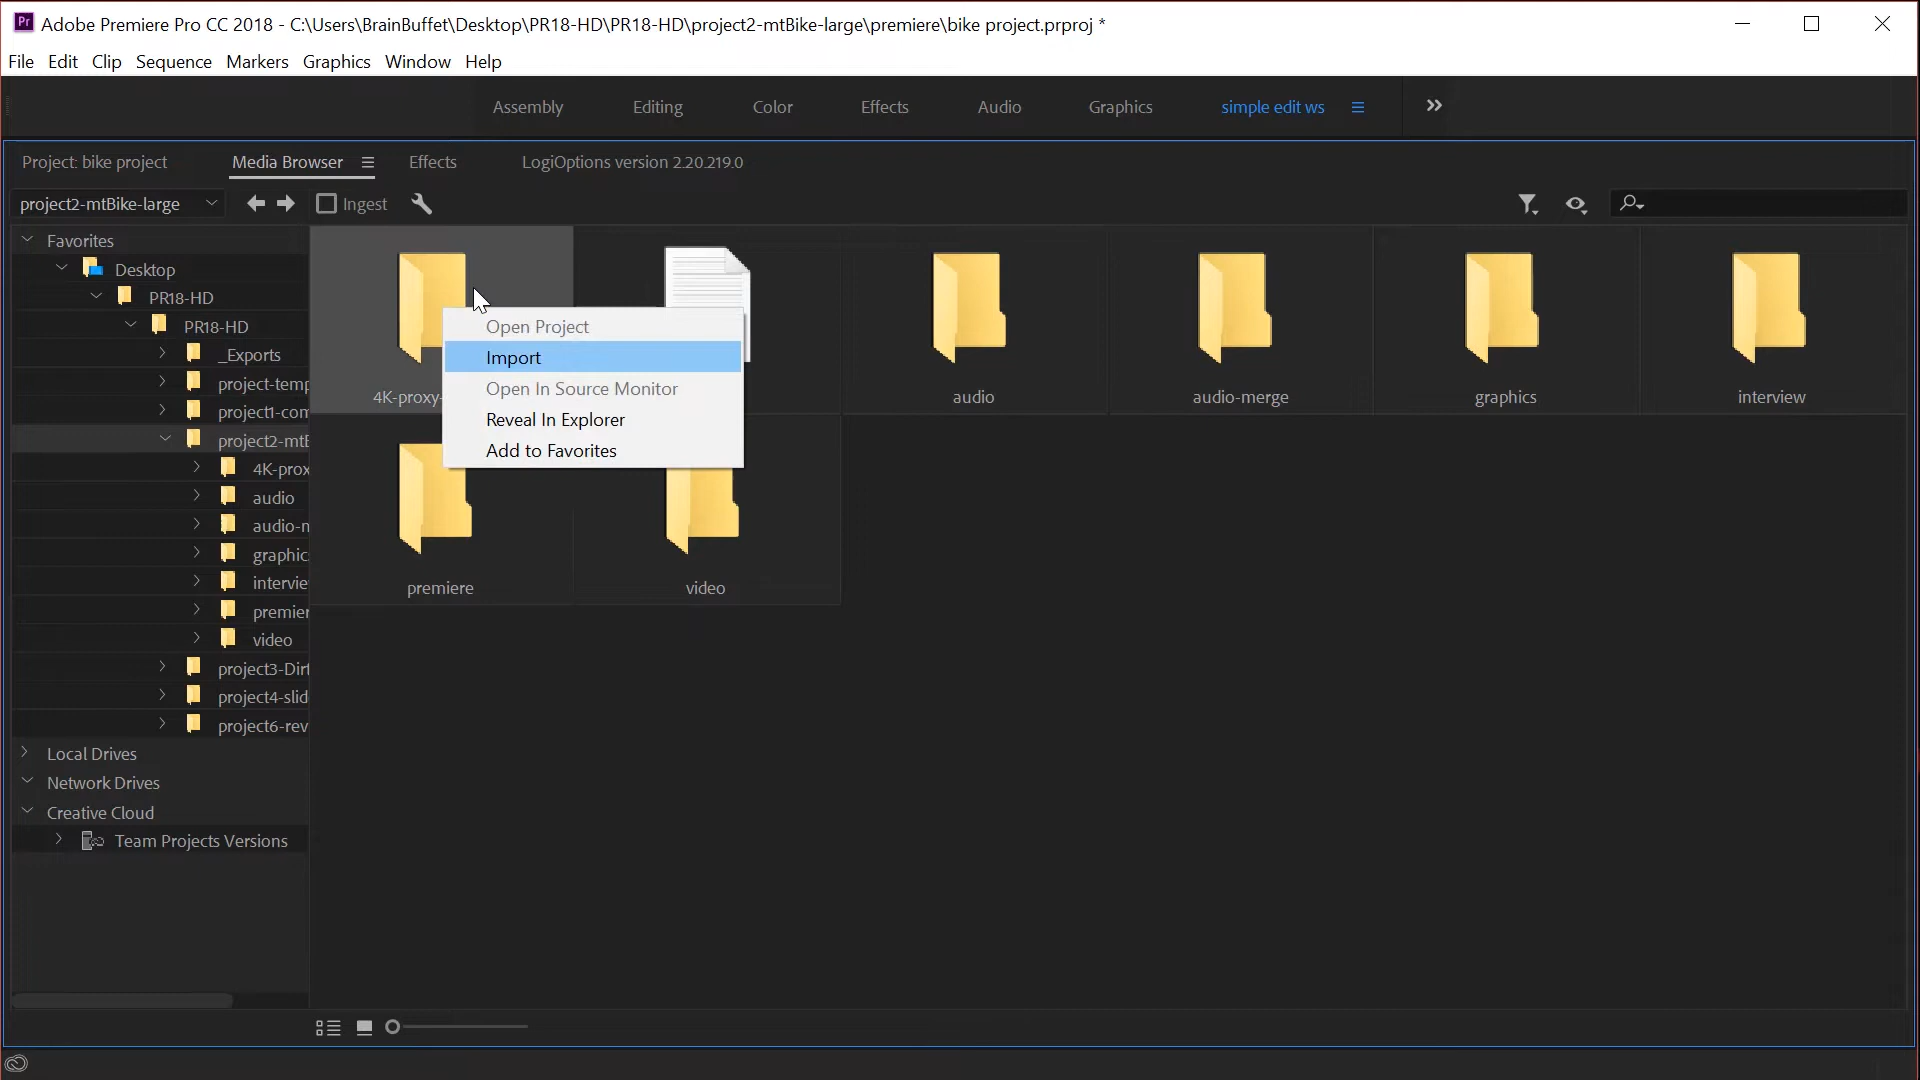 Pr Adobe Premiere Pro CC 2018 - C:\Users\BrainBuffet\Desktop\PR18-HD\PR18-HD\project2-mtBike-large\premiere\bike project.prproj *
File Edit Clip Sequence Markers Graphics Window Help
Assembly Editing Color Effects Audio Graphics simple edit ws
Project: bike project Media Browser Effects LogiOptions version 2.20.219.0
project2-mtBike-large Ingest
Favorites
Desktop
PR18-HD
PR18-HD
_Exports
project-temp
project1-com
project2-mtB
4K-prox
audio
audio-m
graphic
intervie
premier
video
project3-Dirt
project4-slid
project6-rev
Local Drives
Network Drives
Creative Cloud
Team Projects Versions
Open Project
Import
Open In Source Monitor
Reveal In Explorer
Add to Favorites
4K-proxy- audio audio-merge graphics interview
premiere video